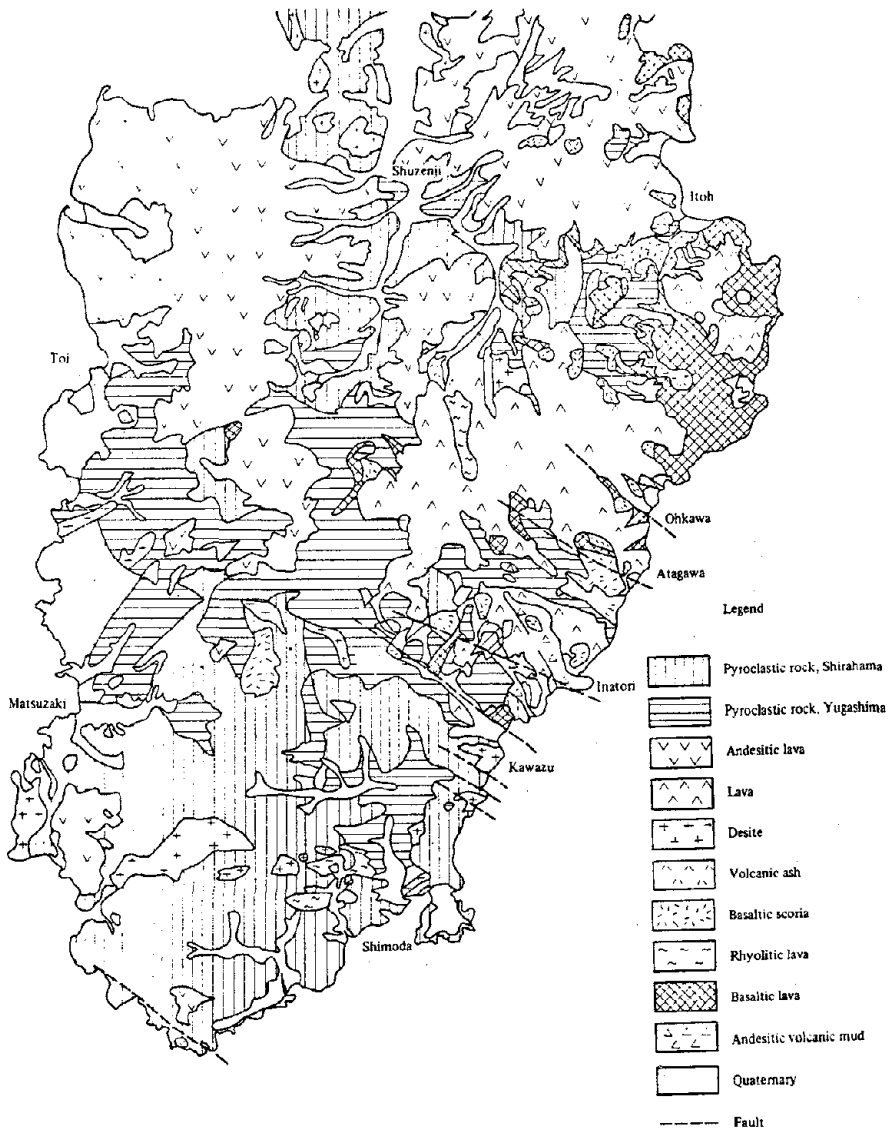 Shuzenji
Itoh
Toi
Ohkawa
Atagawa
Inatori
Matsuzaki
Kawazu
Shimoda
Legend
Pyroclastic rock, Shirahama
Pyroclastic rock, Yugashima
Andesitic lava
Lava
Desite
Volcanic ash
Basaltic scoria
Rhyolitic lava
Basaltic lava
Andesitic volcanic mud
Quaternary
Fault